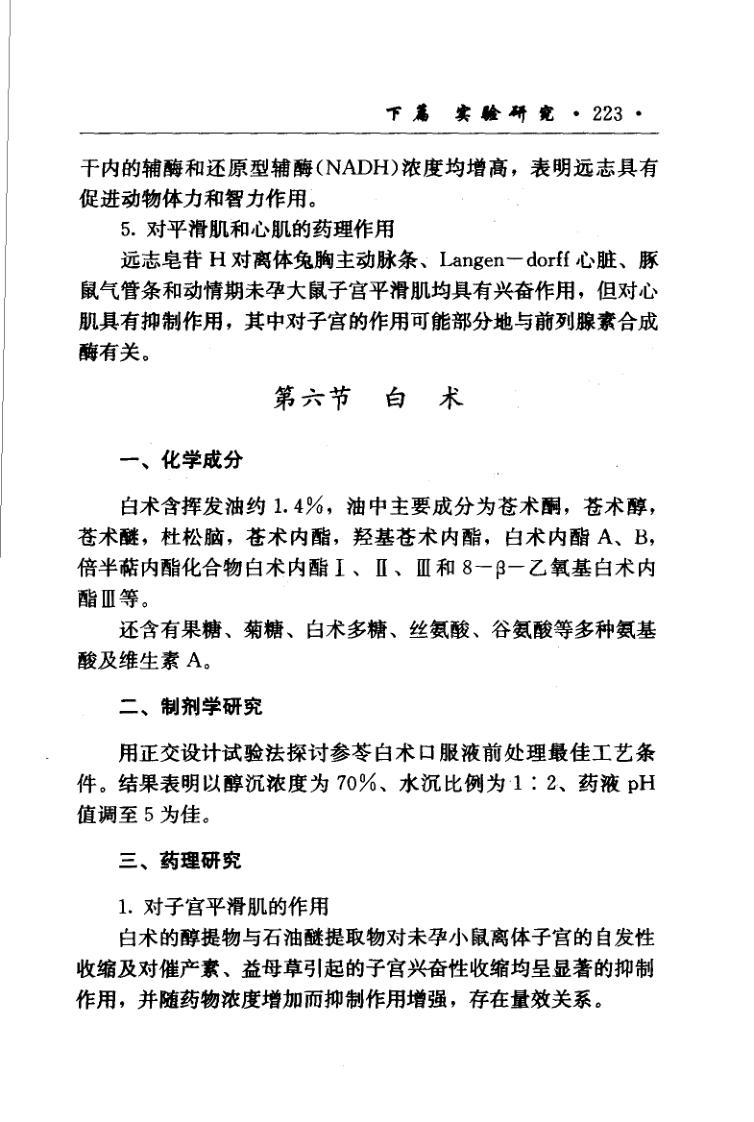 下篇 实验研究 · 223 ·
干内的辅酶和还原型辅酶(NADH)浓度均增高，表明远志具有
促进动物体力和智力作用。
5. 对平滑肌和心肌的药理作用
远志皂苷 H 对离体兔胸主动脉条、Langen－dorff 心脏、豚
鼠气管条和动情期未孕大鼠子宫平滑肌均具有兴奋作用，但对心
肌具有抑制作用，其中对子宫的作用可能部分地与前列腺素合成
酶有关。
第六节 白 术
一、化学成分
白术含挥发油约 1.4％，油中主要成分为苍术酮，苍术醇，
苍术醚，杜松脑，苍术内酯，羟基苍术内酯，白术内酯 A、B，
倍半萜内酯化合物白术内酯Ⅰ、Ⅱ、Ⅲ和 8－β－乙氧基白术内
酯Ⅲ等。
还含有果糖、菊糖、白术多糖、丝氨酸、谷氨酸等多种氨基
酸及维生素 A。
二、制剂学研究
用正交设计试验法探讨参苓白术口服液前处理最佳工艺条
件。结果表明以醇沉浓度为 70％、水沉比例为 1∶2、药液 pH
值调至 5 为佳。
三、药理研究
1. 对子宫平滑肌的作用
白术的醇提物与石油醚提取物对未孕小鼠离体子宫的自发性
收缩及对催产素、益母草引起的子宫兴奋性收缩均呈显著的抑制
作用，并随药物浓度增加而抑制作用增强，存在量效关系。